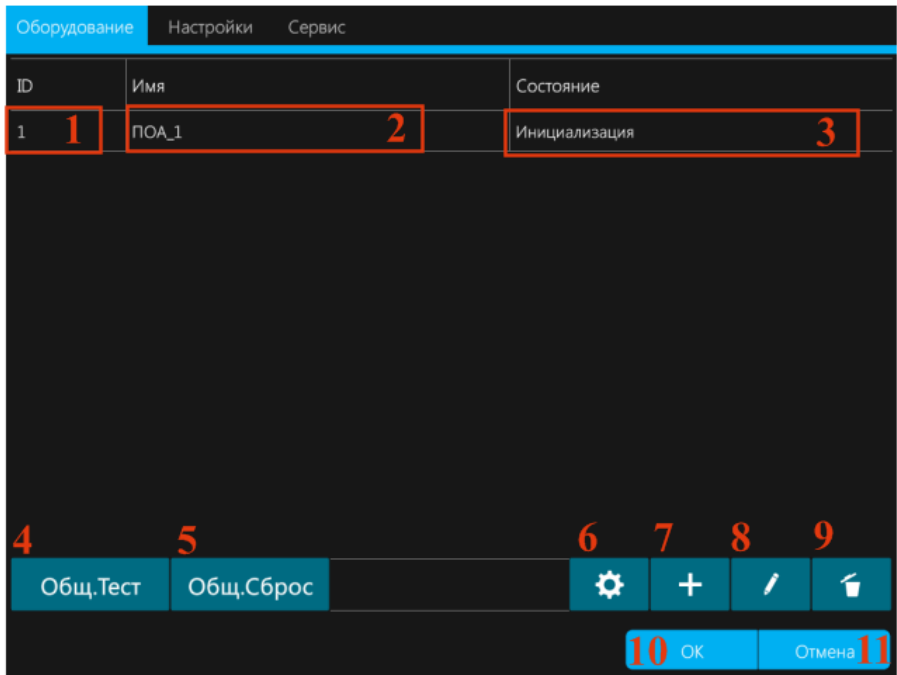 Оборудование Настройки Сервис
ID Имя Состояние
1 1 ПОА_1 2 Инициализация 3
4 5 6 7 8 9
Общ.Тест Общ.Сброс
10 ОК Отмена 11